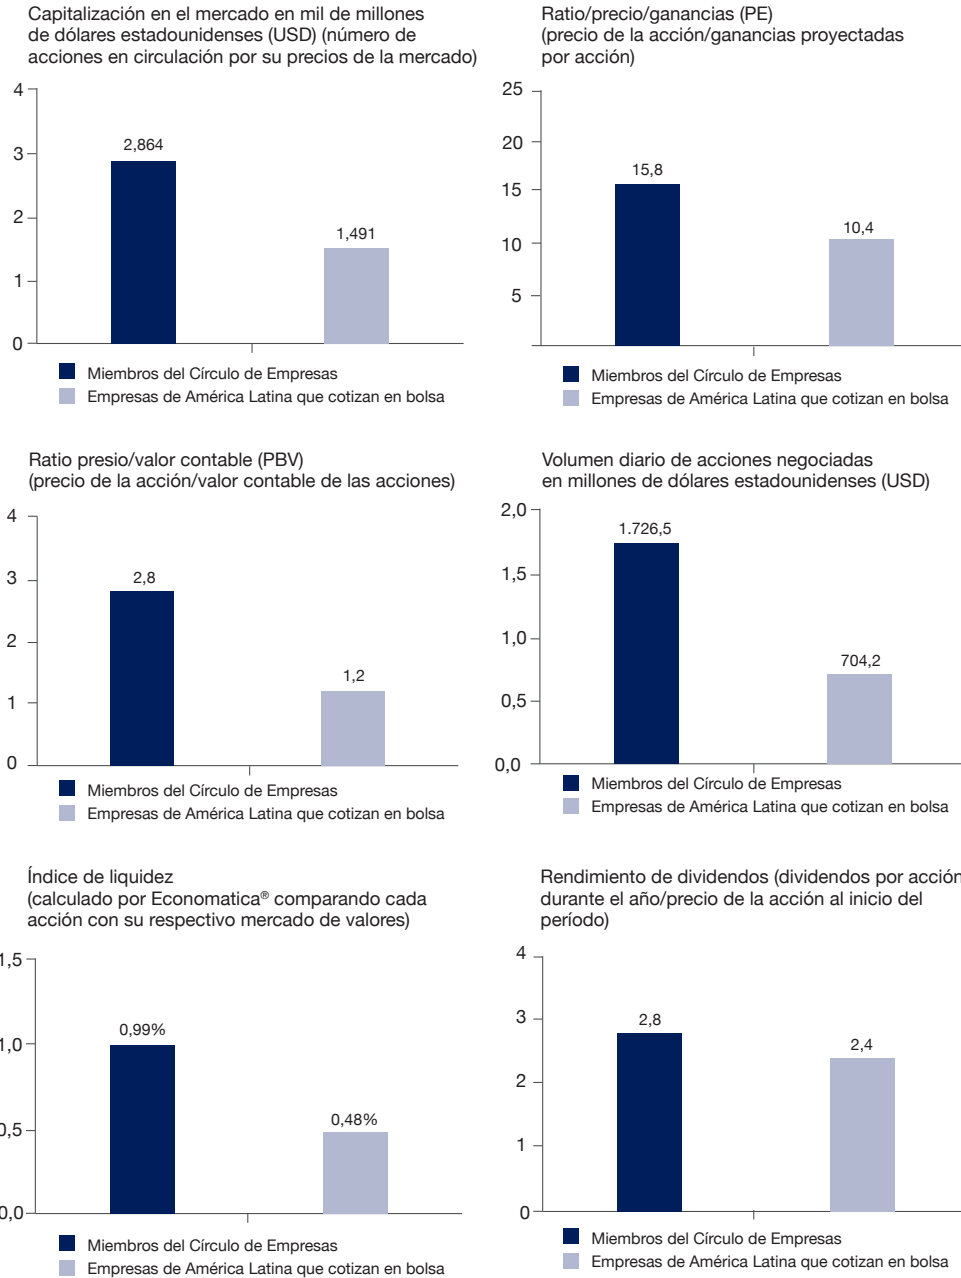 Capitalización en el mercado en mil de millones
de dólares estadounidenses (USD) (número de
acciones en circulación por su precios de la mercado)
4
3
2
1
0
2,864
1,491
Miembros del Círculo de Empresas
Empresas de América Latina que cotizan en bolsa
Ratio/precio/ganancias (PE)
(precio de la acción/ganancias proyectadas
por acción)
25
20
15
10
5
15,8
10,4
Miembros del Círculo de Empresas
Empresas de América Latina que cotizan en bolsa
Ratio presio/valor contable (PBV)
(precio de la acción/valor contable de las acciones)
4
3
2
1
0
2,8
1,2
Miembros del Círculo de Empresas
Empresas de América Latina que cotizan en bolsa
Volumen diario de acciones negociadas
en millones de dólares estadounidenses (USD)
2,0
1,5
1,0
0,5
0,0
1.726,5
704,2
Miembros del Círculo de Empresas
Empresas de América Latina que cotizan en bolsa
Índice de liquidez
(calculado por Economatica® comparando cada
acción con su respectivo mercado de valores)
1,5
1,0
0,5
0,0
0,99%
0,48%
Miembros del Círculo de Empresas
Empresas de América Latina que cotizan en bolsa
Rendimiento de dividendos (dividendos por acción
durante el año/precio de la acción al inicio del
período)
4
3
2
1
0
2,8
2,4
Miembros del Círculo de Empresas
Empresas de América Latina que cotizan en bolsa